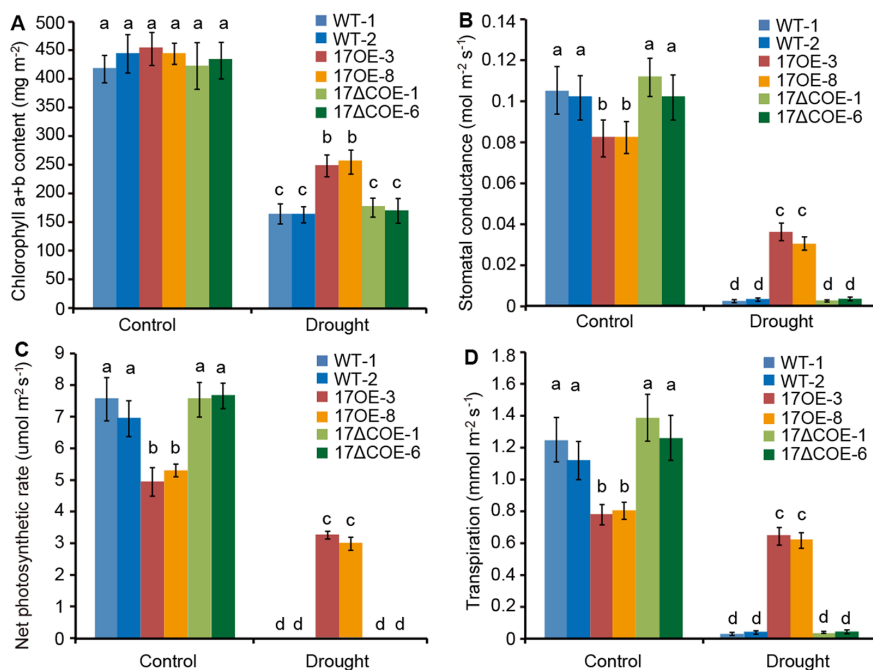 A
Chlorophyll a+b content (mg m-2)
500
450
400
350
300
250
200
150
100
50
0
a a a a a a
c c b b c c
Control
Drought
WT-1
WT-2
17OE-3
17OE-8
17ΔCOE-1
17ΔCOE-6
B
Stomatal conductance (mol m-2 s-1)
0.14
0.12
0.1
0.08
0.06
0.04
0.02
0
a a b b a a
d d c c d d
Control
Drought
WT-1
WT-2
17OE-3
17OE-8
17ΔCOE-1
17ΔCOE-6
C
Net photosynthetic rate (umol m-2 s-1)
9
8
7
6
5
4
3
2
1
0
a a b b a a
d d c c d d
Control
Drought
WT-1
WT-2
17OE-3
17OE-8
17ΔCOE-1
17ΔCOE-6
D
Transpiration (mmol m-2 s-1)
1.8
1.6
1.4
1.2
1.0
0.8
0.6
0.4
0.2
0
a a b b a a
d d c c d d
Control
Drought
WT-1
WT-2
17OE-3
17OE-8
17ΔCOE-1
17ΔCOE-6